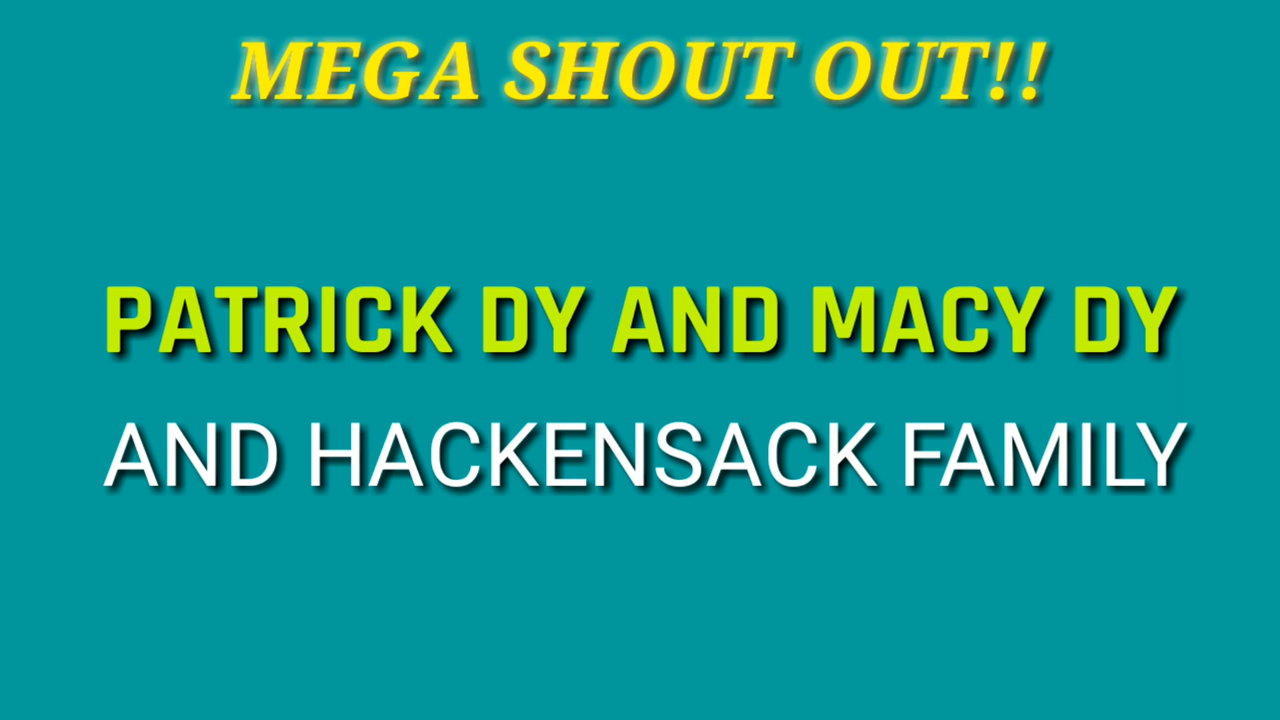 MEGA SHOUT OUT!!
PATRICK DY AND MACY DY
AND HACKENSACK FAMILY